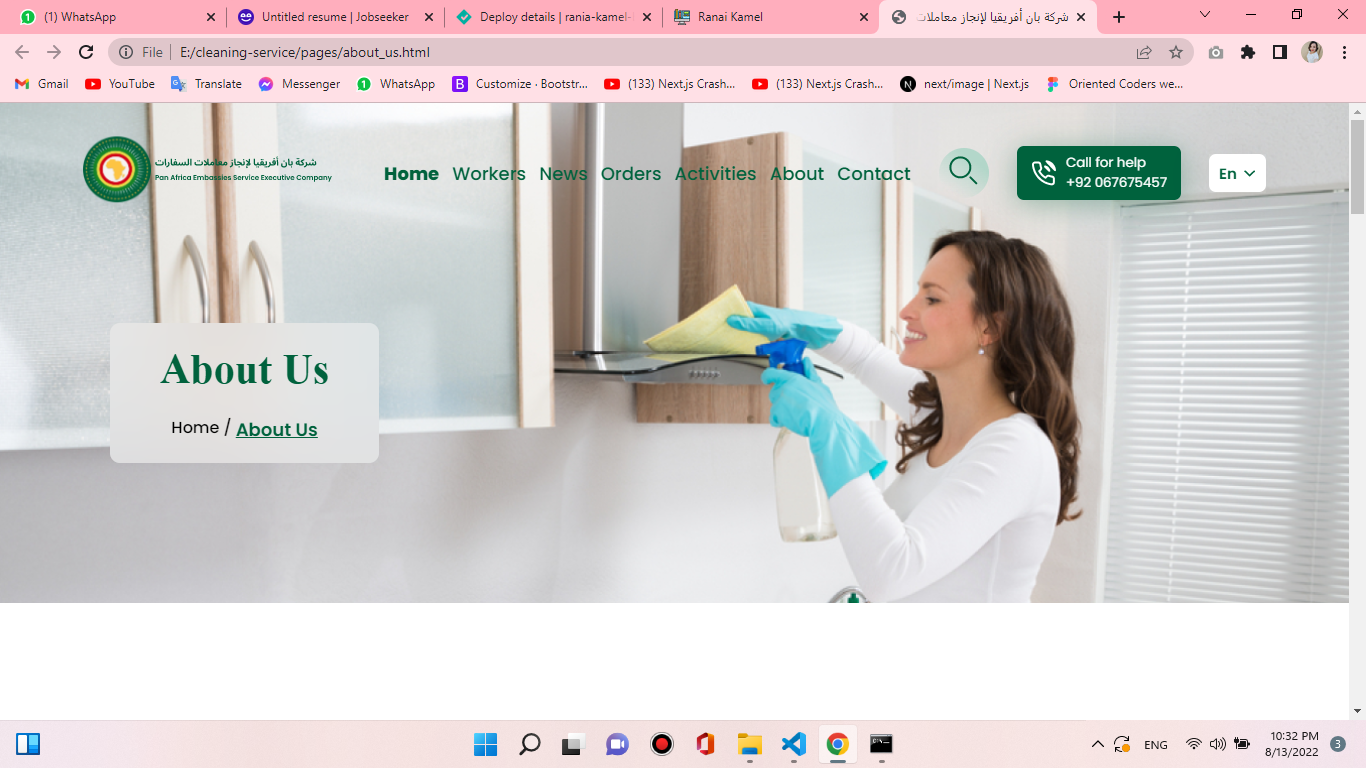 (1) WhatsApp
Untitled resume | Jobseeker
Deploy details | rania-kamel-
Ranai Kamel
شركة بان أفريقيا لإنجاز معاملات
File | E:/cleaning-service/pages/about_us.html
Gmail
YouTube
Translate
Messenger
WhatsApp
Customize · Bootstr...
(133) Next.js Crash...
(133) Next.js Crash...
next/image | Next.js
Oriented Coders we...
شركة بان أفريقيا لإنجاز معاملات السفارات
Pan Africa Embassies Service Executive Company
Home Workers News Orders Activities About Contact
Call for help
+92 067675457
En
About Us
Home / About Us
ENG
10:32 PM
8/13/2022
3